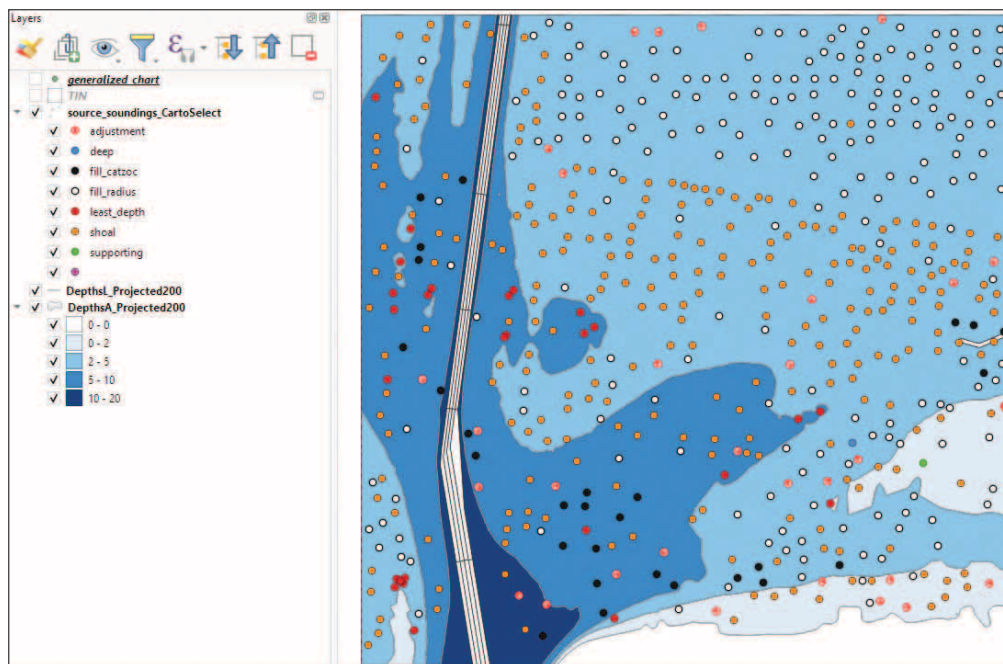 Layers
generalized chart
TIN
source_soundings_CartoSelect
adjustment
deep
fill_catzoc
fill_radius
least_depth
shoal
supporting
DepthsL_Projected200
DepthsA_Projected200
0 - 0
0 - 2
2 - 5
5 - 10
10 - 20